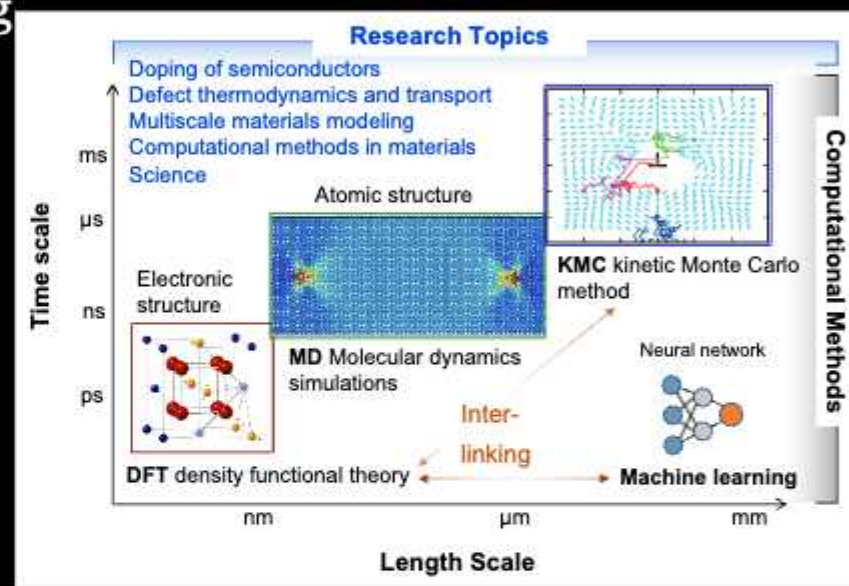 g
Research Topics
Doping of semiconductors
Defect thermodynamics and transport
Multiscale materials modeling
Computational methods in materials
Science
Computational Methods
Time scale
ms
µs
ns
ps
Atomic structure
Electronic
structure
KMC kinetic Monte Carlo
method
MD Molecular dynamics
simulations
Neural network
Inter-
linking
DFT density functional theory
Machine learning
nm
µm
mm
Length Scale